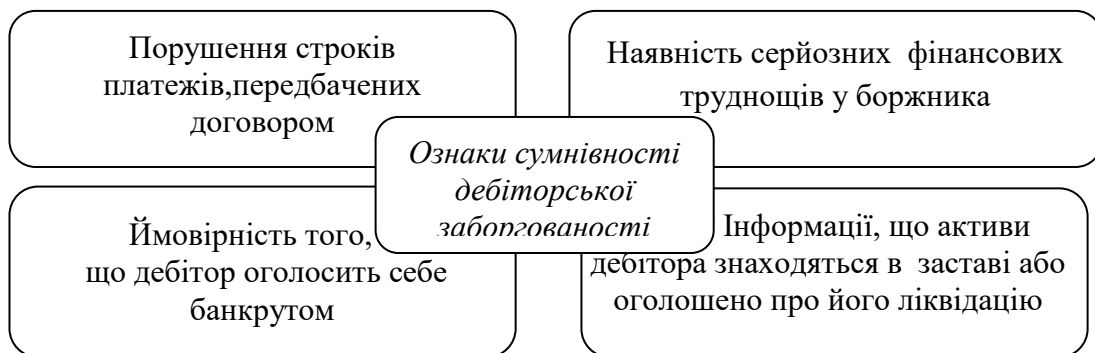 Порушення строків
платежів,передбачених
договором
Наявність серйозних фінансових
труднощів у боржника
Ознаки сумнівності
дебіторської
заборгованості
Ймовірність того,
що дебітор оголосить себе
банкрутом
Інформації, що активи
дебітора знаходяться в заставі або
оголошено про його ліквідацію